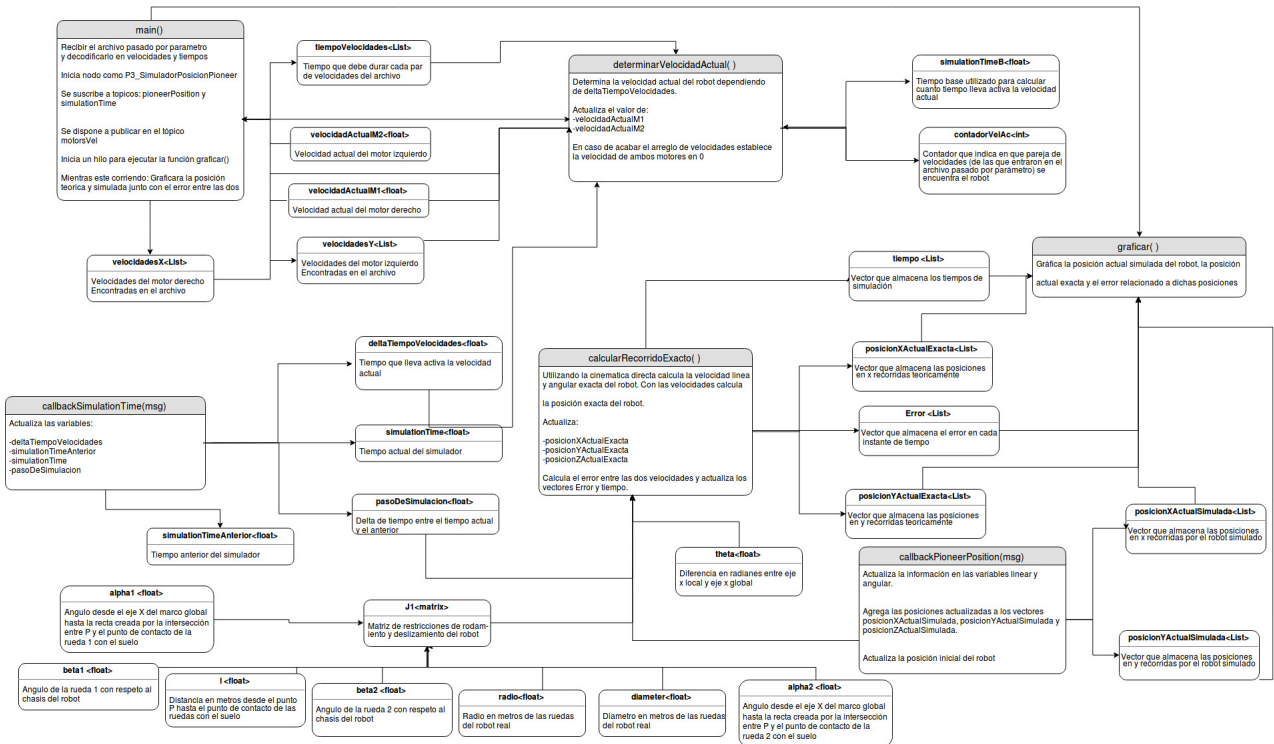 main()
Recibir el archivo pasado por parametro
y decodificarlo en velocidades y tiempos
Inicia nodo como P3_SimuladorPosicionPioneer
Se suscribe a topicos: pioneerPosition y
simulationTime
Se dispone a publicar en el tópico
motorsVel
Inicia un hilo para ejecutar la función graficar()
Mientras este corriendo: Graficara la posición
teorica y simulada junto con el error entre las dos
tiempoVelocidades<List]
Tiempo que debe durar cada par
de velocidades del archivo
velocidadActualM2<float>
Velocidad actual del motor izquierdo
velocidadActualM1<float>
Velocidad actual del motor derecho
velocidadesY<List>
Velocidades del motor izquierdo
Encontradas en el archivo
velocidadesX<List>
Velocidades del motor derecho
Encontradas en el archivo
determinarVelocidadActual( )
Determina la velocidad actual del robot dependiendo
de deltaTiempoVelocidades.
Actualiza el valor de:
-velocidadActualM1
-velocidadActualM2
En caso de acabar el arreglo de velocidades establece
la velocidad de ambos motores en 0
simulationTimeB<float>
Tiempo base utilizado para calcular
cuanto tiempo lleva activa la velocidad
actual
contadorVelAc<int>
Contador que indica en que pareja de
velocidades (de las que entraron en el
archivo pasado por parámetro) se
encuentra el robot
graficar( )
Gráfica la posición actual simulada del robot, la posición
actual exacta y el error relacionado a dichas posiciones
tiempo <List>
Vector que almacena los tiempos de
simulación
posicionXActualExacta<List>
Vector que almacena las posiciones
en x recorridas teoricamente
Error <List>
Vector que almacena el error en cada
instante de tiempo
posicionYActualExacta<List>
Vector que almacena las posiciones
en y recorridas teoricamente
deltaTiempoVelocidades<float>
Tiempo que lleva activa la velocidad
actual
calcularRecorridoExacto( )
Utilizando la cinematica directa calcula la velocidad linea
y angular exacta del robot. Con las velocidades calcula
la posición exacta del robot.
Actualiza:
-posicionXActualExacta
-posicionYActualExacta
-posicionZActualExacta
Calcula el error entre las dos velocidades y actualiza los
vectores Error y tiempo.
callbackSimulationTime(msg)
Actualiza las variables:
-deltaTiempoVelocidades
-simulationTimeAnterior
-simulationTime
-pasoDeSimulacion
simulationTime<float>
Tiempo actual del simulador
pasoDeSimulacion<float>
Delta de tiempo entre el tiempo actual
y el anterior
simulationTimeAnterior<float>
Tiempo anterior del simulador
theta<float>
Diferencia en radianes entre eje
x local y eje x global
callbackPioneerPosition(msg)
Actualiza la información en las variables linear y
angular.
Agrega las posiciones actualizadas a los vectores
posicionXActualSimulada, posicionYActualSimulada y
posicionZActualSimulada.
Actualiza la posición inicial del robot
posicionXActualSimulada<List>
Vector que almacena las posiciones
en x recorridas por el robot simulado
posicionYActualSimulada<List>
Vector que almacena las posiciones
en y recorridas por el robot simulado
alpha1 <float>
Angulo desde el eje X del marco global
hasta la recta creada por la intersección
entre P y el punto de contacto de la
rueda 1 con el suelo
J1<matrix>
Matriz de restricciones de rodam-
iento y deslizamiento del robot
beta1 <float>
Angulo de la rueda 1 con respeto al
chasis del robot
l <float>
Distancia en metros desde el punto
P hasta el punto de contacto de las
ruedas con el suelo
beta2 <float>
Angulo de la rueda 2 con respeto al
chasis del robot
radio<float>
Radio en metros de las ruedas
del robot real
diameter<float>
Diametro en metros de las ruedas
del robot real
alpha2 <float>
Angulo desde el eje X del marco global
hasta la recta creada por la intersección
entre P y el punto de contacto de la
rueda 2 con el suelo